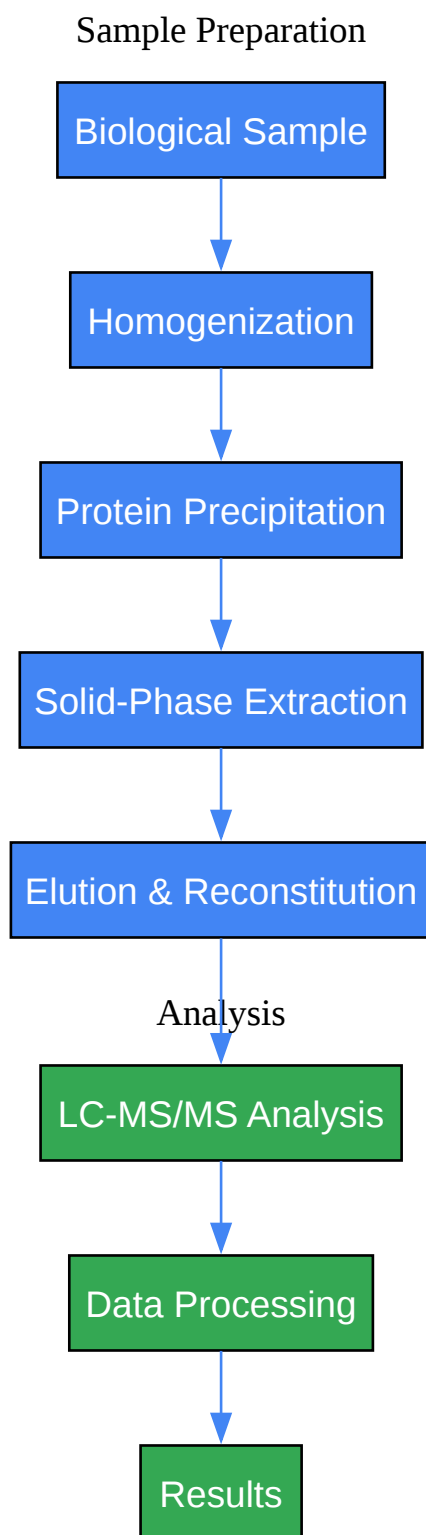 Sample Preparation
Biological Sample
Homogenization
Protein Precipitation
Solid-Phase Extraction
Elution & Reconstitution
Analysis
LC-MS/MS Analysis
Data Processing
Results